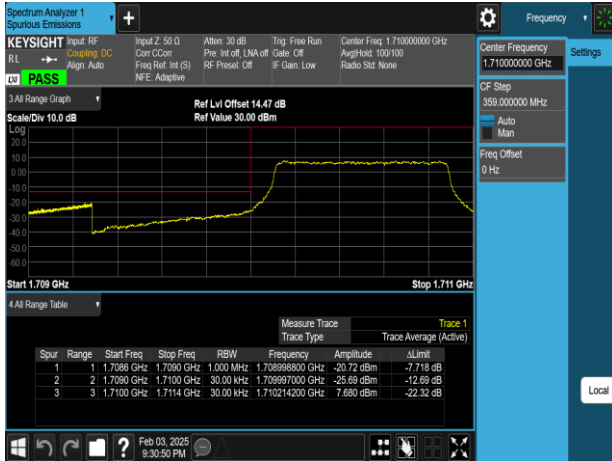 Spectrum Analyzer 1
Spurious Emissions
Frequency
KEYSIGHT Input: RF Input Z: 50 Ω Atten: 30 dB Trig: Free Run Center Freq: 1.710000000 GHz
RL Coupling: DC Corr CCorr Pre: Int off, LNA off Gate: Off Avg|Hold: 100/100
Align: Auto Freq Ref: Int (S) RF Preset: Off IF Gain: Low Radio Std: None
NFE: Adaptive
LXI PASS
Center Frequency
1.710000000 GHz
Settings
CF Step
359.000000 MHz
Auto
Man
Freq Offset
0 Hz
3 All Range Graph
Ref Lvl Offset 14.47 dB
Scale/Div 10.0 dB Ref Value 30.00 dBm
Log
20.0
10.0
0.00
-10.0
-20.0
-30.0
-40.0
-50.0
-60.0
Start 1.709 GHz Stop 1.711 GHz
4 All Range Table
Measure Trace Trace 1
Trace Type Trace Average (Active)
Spur Range Start Freq Stop Freq RBW Frequency Amplitude ΔLimit
1 1 1.7086 GHz 1.7090 GHz 1.000 MHz 1.708998800 GHz -20.72 dBm -7.718 dB
2 2 1.7090 GHz 1.7100 GHz 30.00 kHz 1.709997000 GHz -25.69 dBm -12.69 dB
3 3 1.7100 GHz 1.7114 GHz 30.00 kHz 1.710214200 GHz 7.680 dBm -22.32 dB
Local
Feb 03, 2025
9:30:50 PM